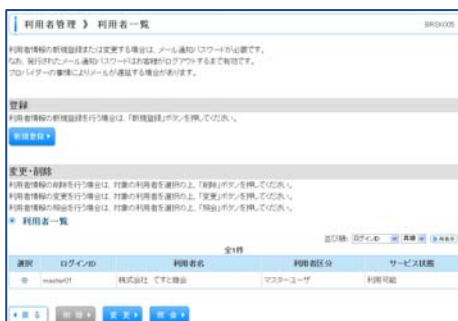 利用者管理 》 利用者一覧
BRSK005
利用者情報の新規登録または変更する場合は、メール通知パスワードが必要です。
なお、発行されたメール通知パスワードはお客様がログアウトするまで有効です。
プロバイダーの事情によりメールが遅延する場合があります。
登録
利用者情報の新規登録を行う場合は、「新規登録」ボタンを押してください。
新規登録
変更・削除
利用者情報の削除を行う場合は、対象の利用者を選択の上、「削除」ボタンを押してください。
利用者情報の変更を行う場合は、対象の利用者を選択の上、「変更」ボタンを押してください。
利用者情報の照会を行う場合は、対象の利用者を選択の上、「照会」ボタンを押してください。
利用者一覧
並び順: ログインID 昇順 再表示
全1件
選択 ログインID 利用者名 利用者区分 サービス状態
master01 株式会社 てすと商会 マスターユーザ 利用可能
戻る 削除 変更 照会